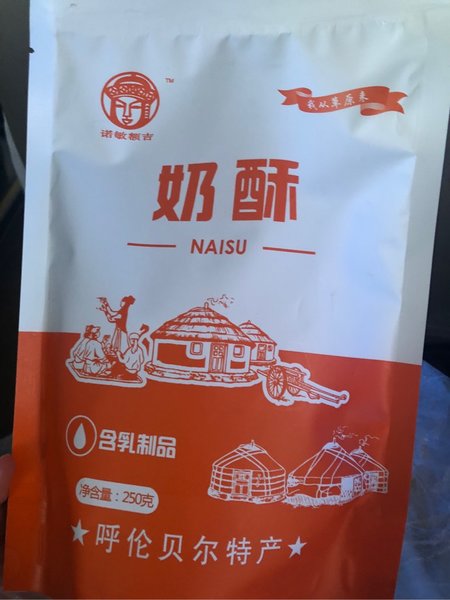 TM
诺敏额吉
我从草原来
奶酥
NAISU
含乳制品
净含量：250克
★呼伦贝尔特产★